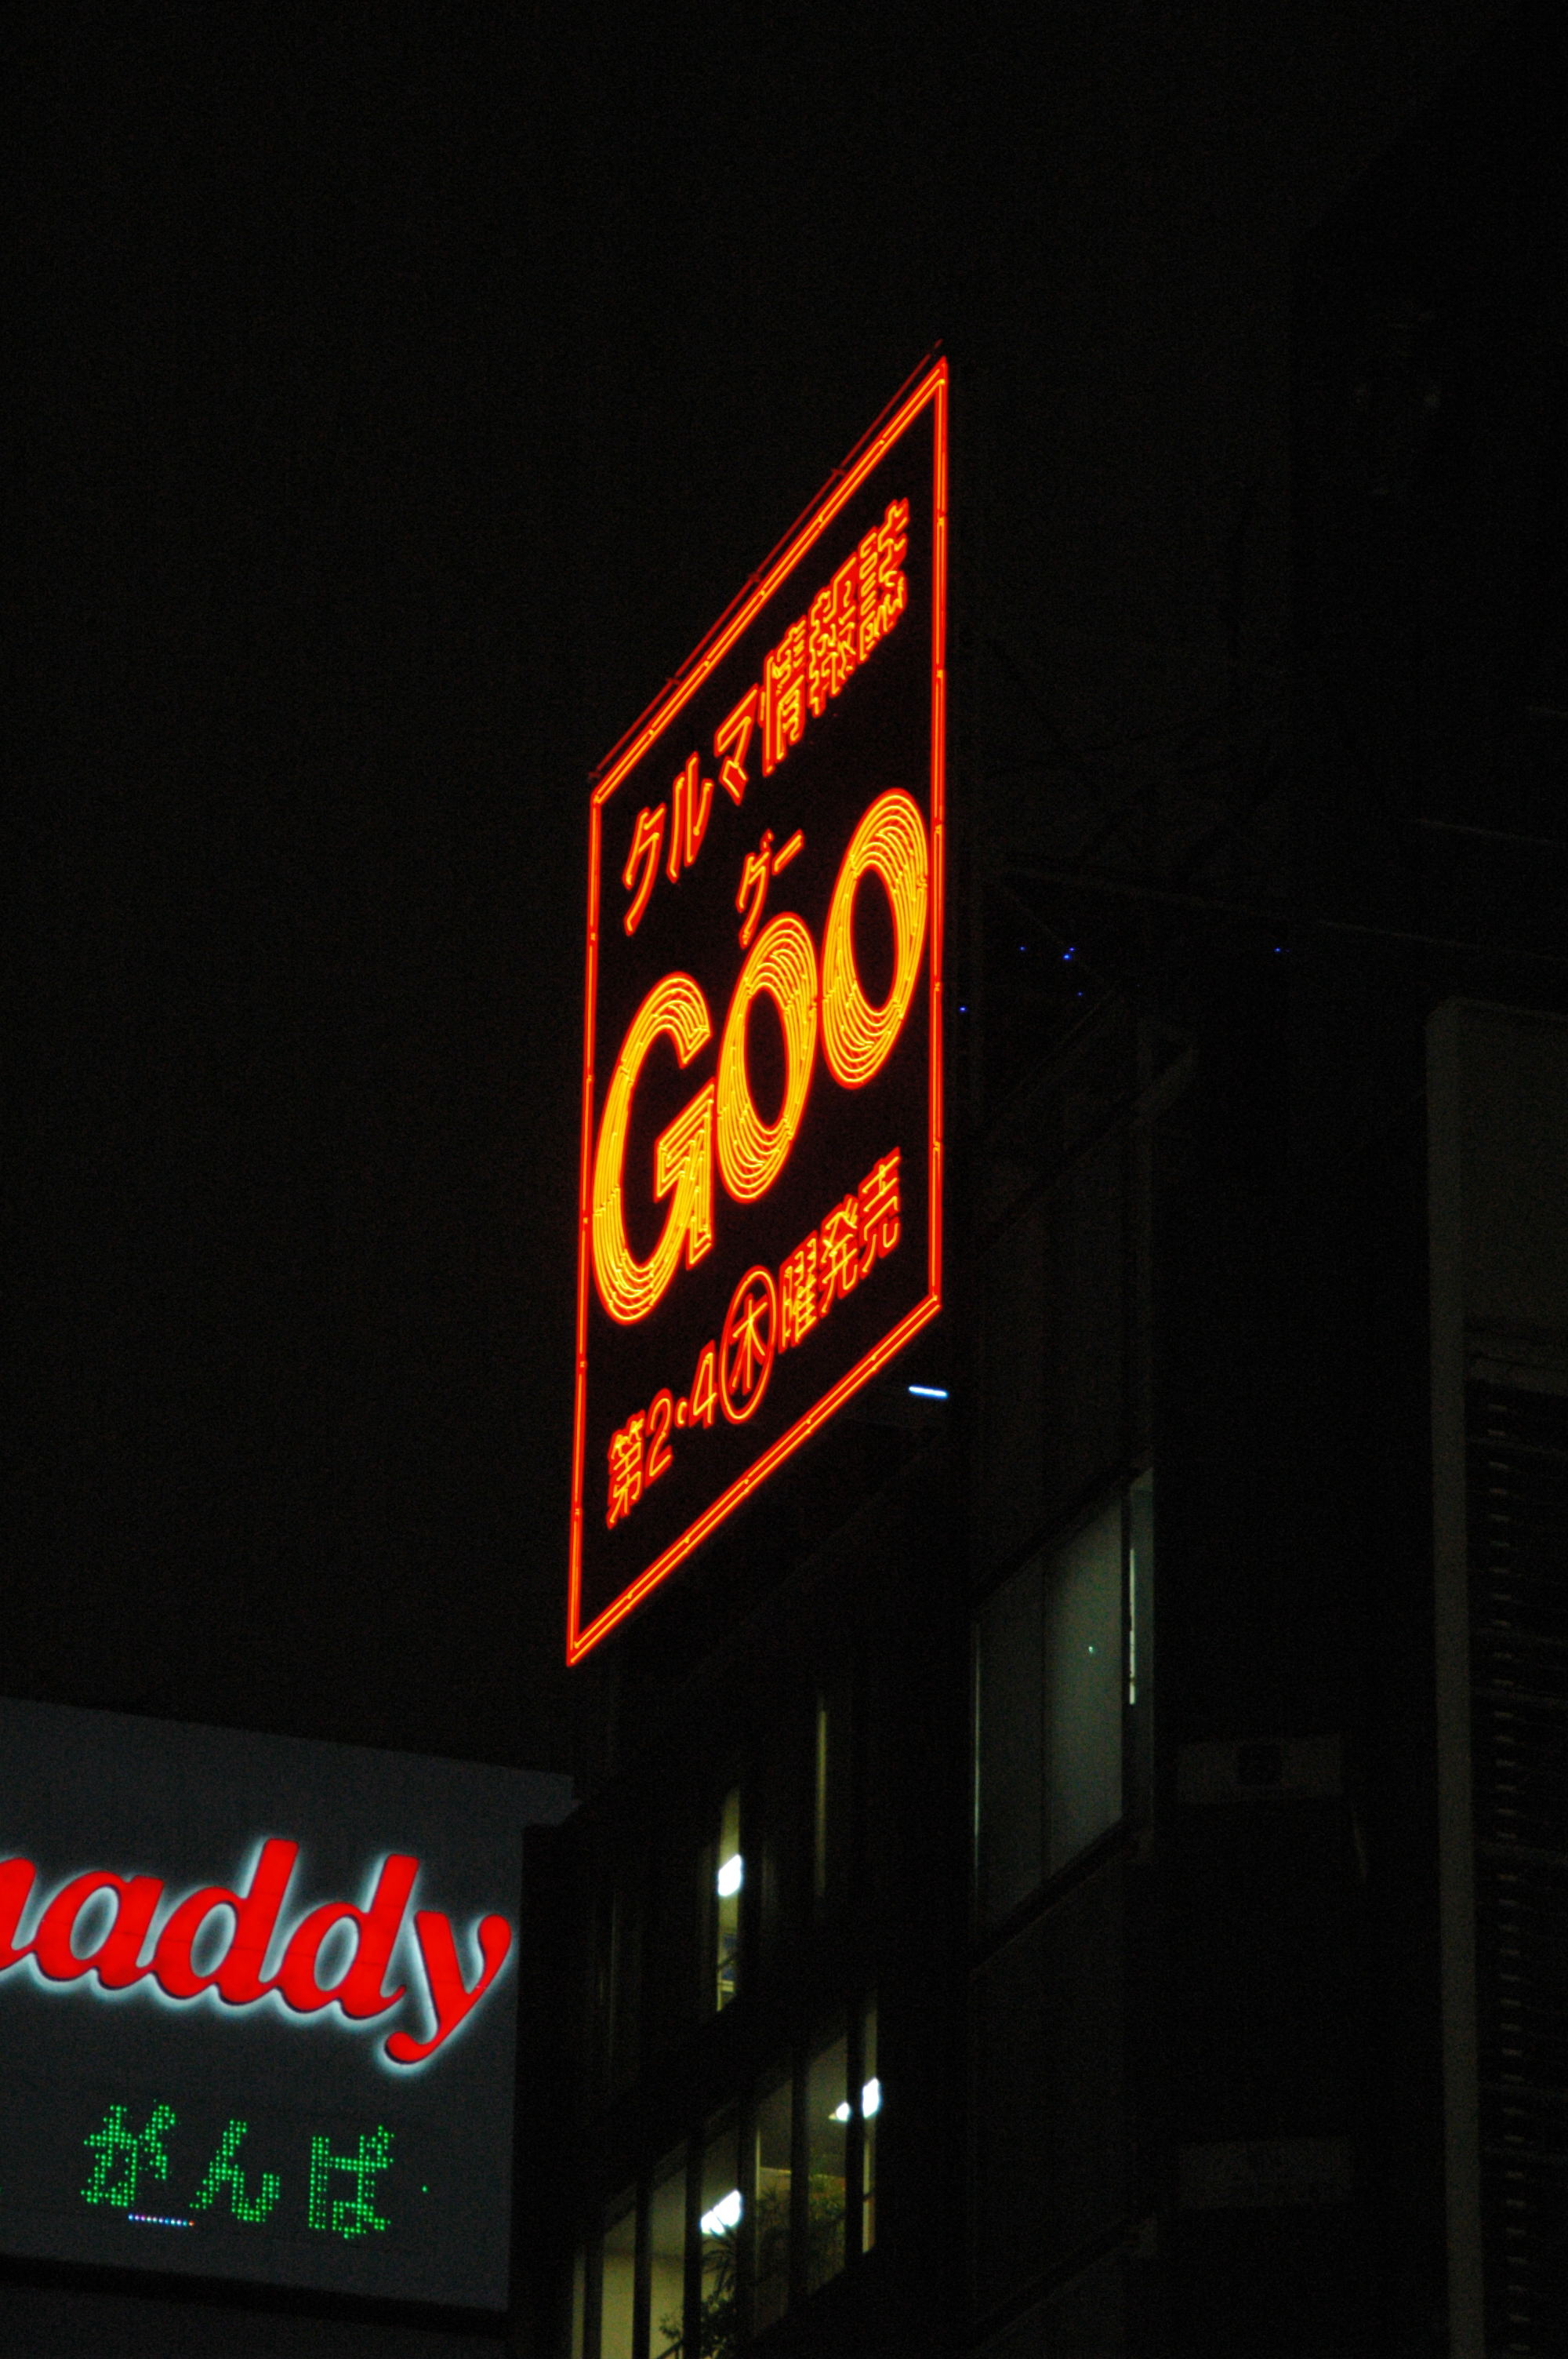 クルマ情報誌
グー
Goo
第2・4木曜発売
addy
がんば